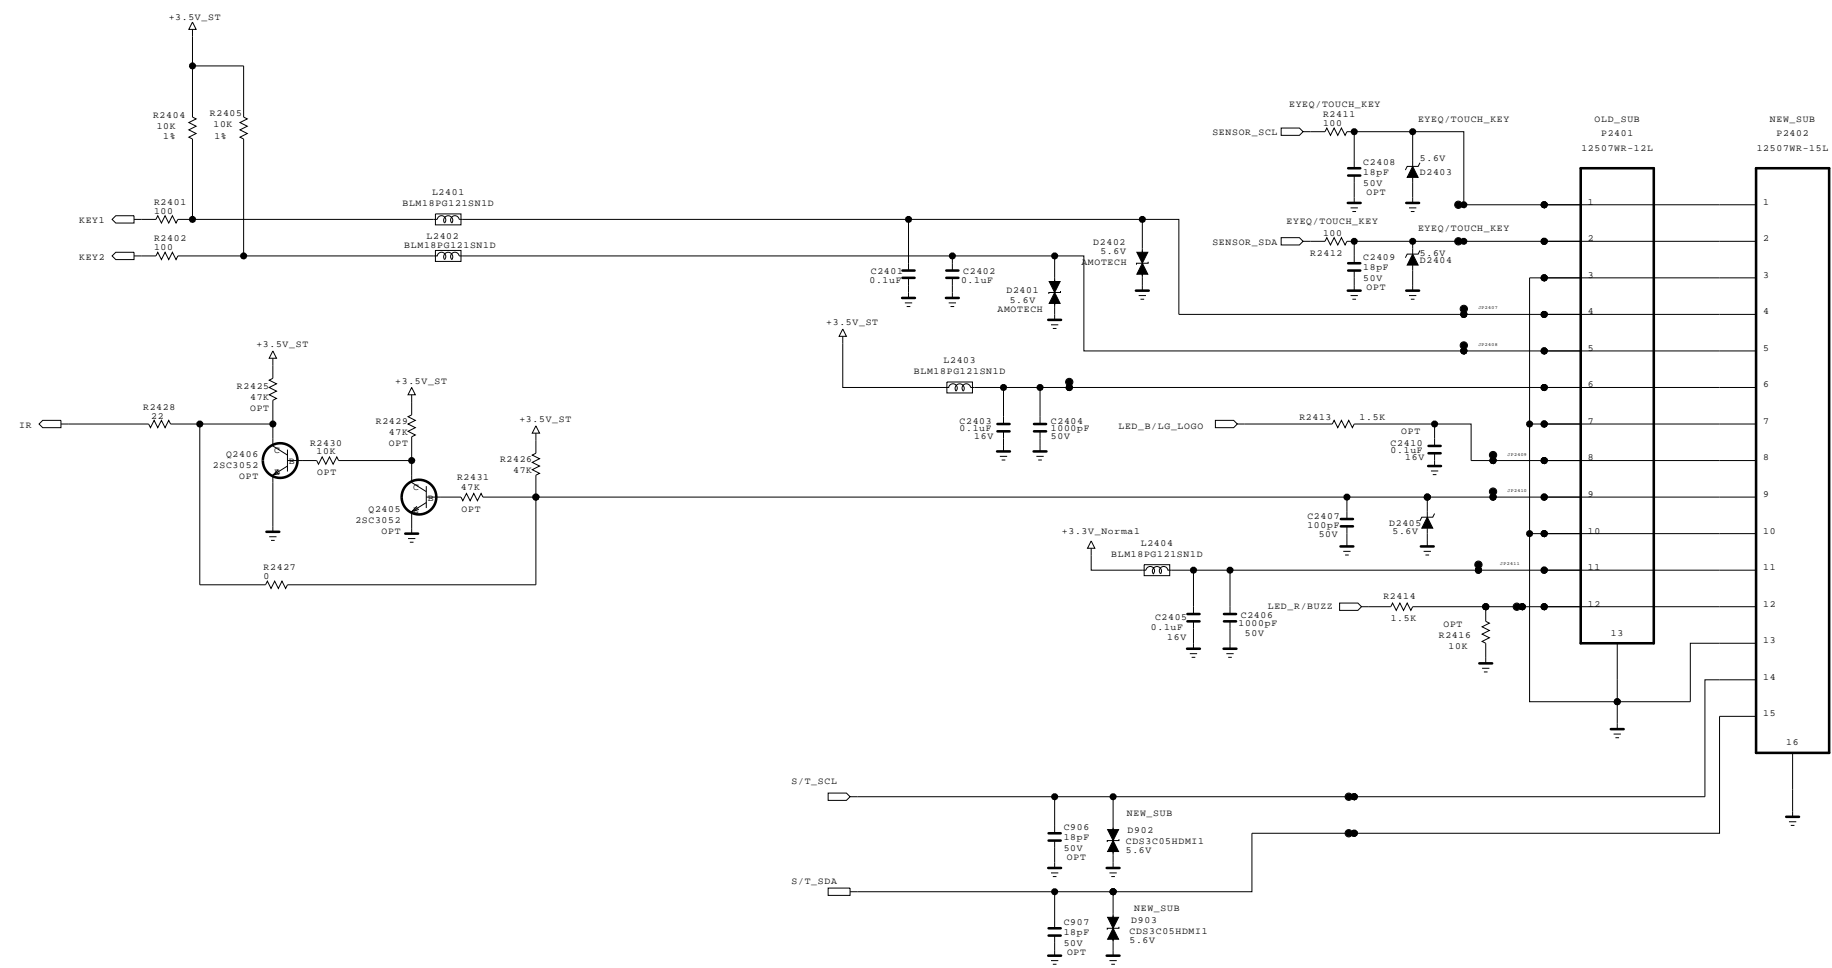 +3.5V_ST
R2404
10K
1%
R2405
10K
1%
KEY1
R2401
100
KEY2
R2402
100
L2401
BLM18PG121SN1D
L2402
BLM18PG121SN1D
C2401
0.1uF
C2402
0.1uF
D2402
5.6V
AMOTECH
D2401
5.6V
AMOTECH
EYEQ/TOUCH_KEY
R2411
100
SENSOR_SCL
EYEQ/TOUCH_KEY
C2408
18pF
50V
OPT
5.6V
D2403
EYEQ/TOUCH_KEY
100
SENSOR_SDA
R2412
EYEQ/TOUCH_KEY
C2409
18pF
50V
OPT
5.6V
D2404
OLD_SUB
P2401
12507WR-12L
1
2
3
4
5
6
7
8
9
10
11
12
13
NEW_SUB
P2402
12507WR-15L
1
2
3
4
5
6
7
8
9
10
11
12
13
14
15
16
JP2407
JP2408
JP2409
JP2410
JP2411
+3.5V_ST
L2403
BLM18PG121SN1D
C2403
0.1uF
16V
C2404
1000pF
50V
LED_B/LG_LOGO
R2413
1.5K
OPT
C2410
0.1uF
16V
+3.5V_ST
R2425
47K
OPT
+3.5V_ST
R2429
47K
OPT
+3.5V_ST
R2426
47K
IR
R2428
22
Q2406
2SC3052
OPT
C
B
E
R2430
10K
OPT
Q2405
2SC3052
OPT
C
B
E
R2431
47K
OPT
R2427
0
C2407
100pF
50V
D2405
5.6V
+3.3V_Normal
L2404
BLM18PG121SN1D
C2405
0.1uF
16V
C2406
1000pF
50V
LED_R/BUZZ
R2414
1.5K
OPT
R2416
10K
S/T_SCL
C906
18pF
50V
OPT
NEW_SUB
D902
CDS3C05HDMI1
5.6V
S/T_SDA
C907
18pF
50V
OPT
NEW_SUB
D903
CDS3C05HDMI1
5.6V